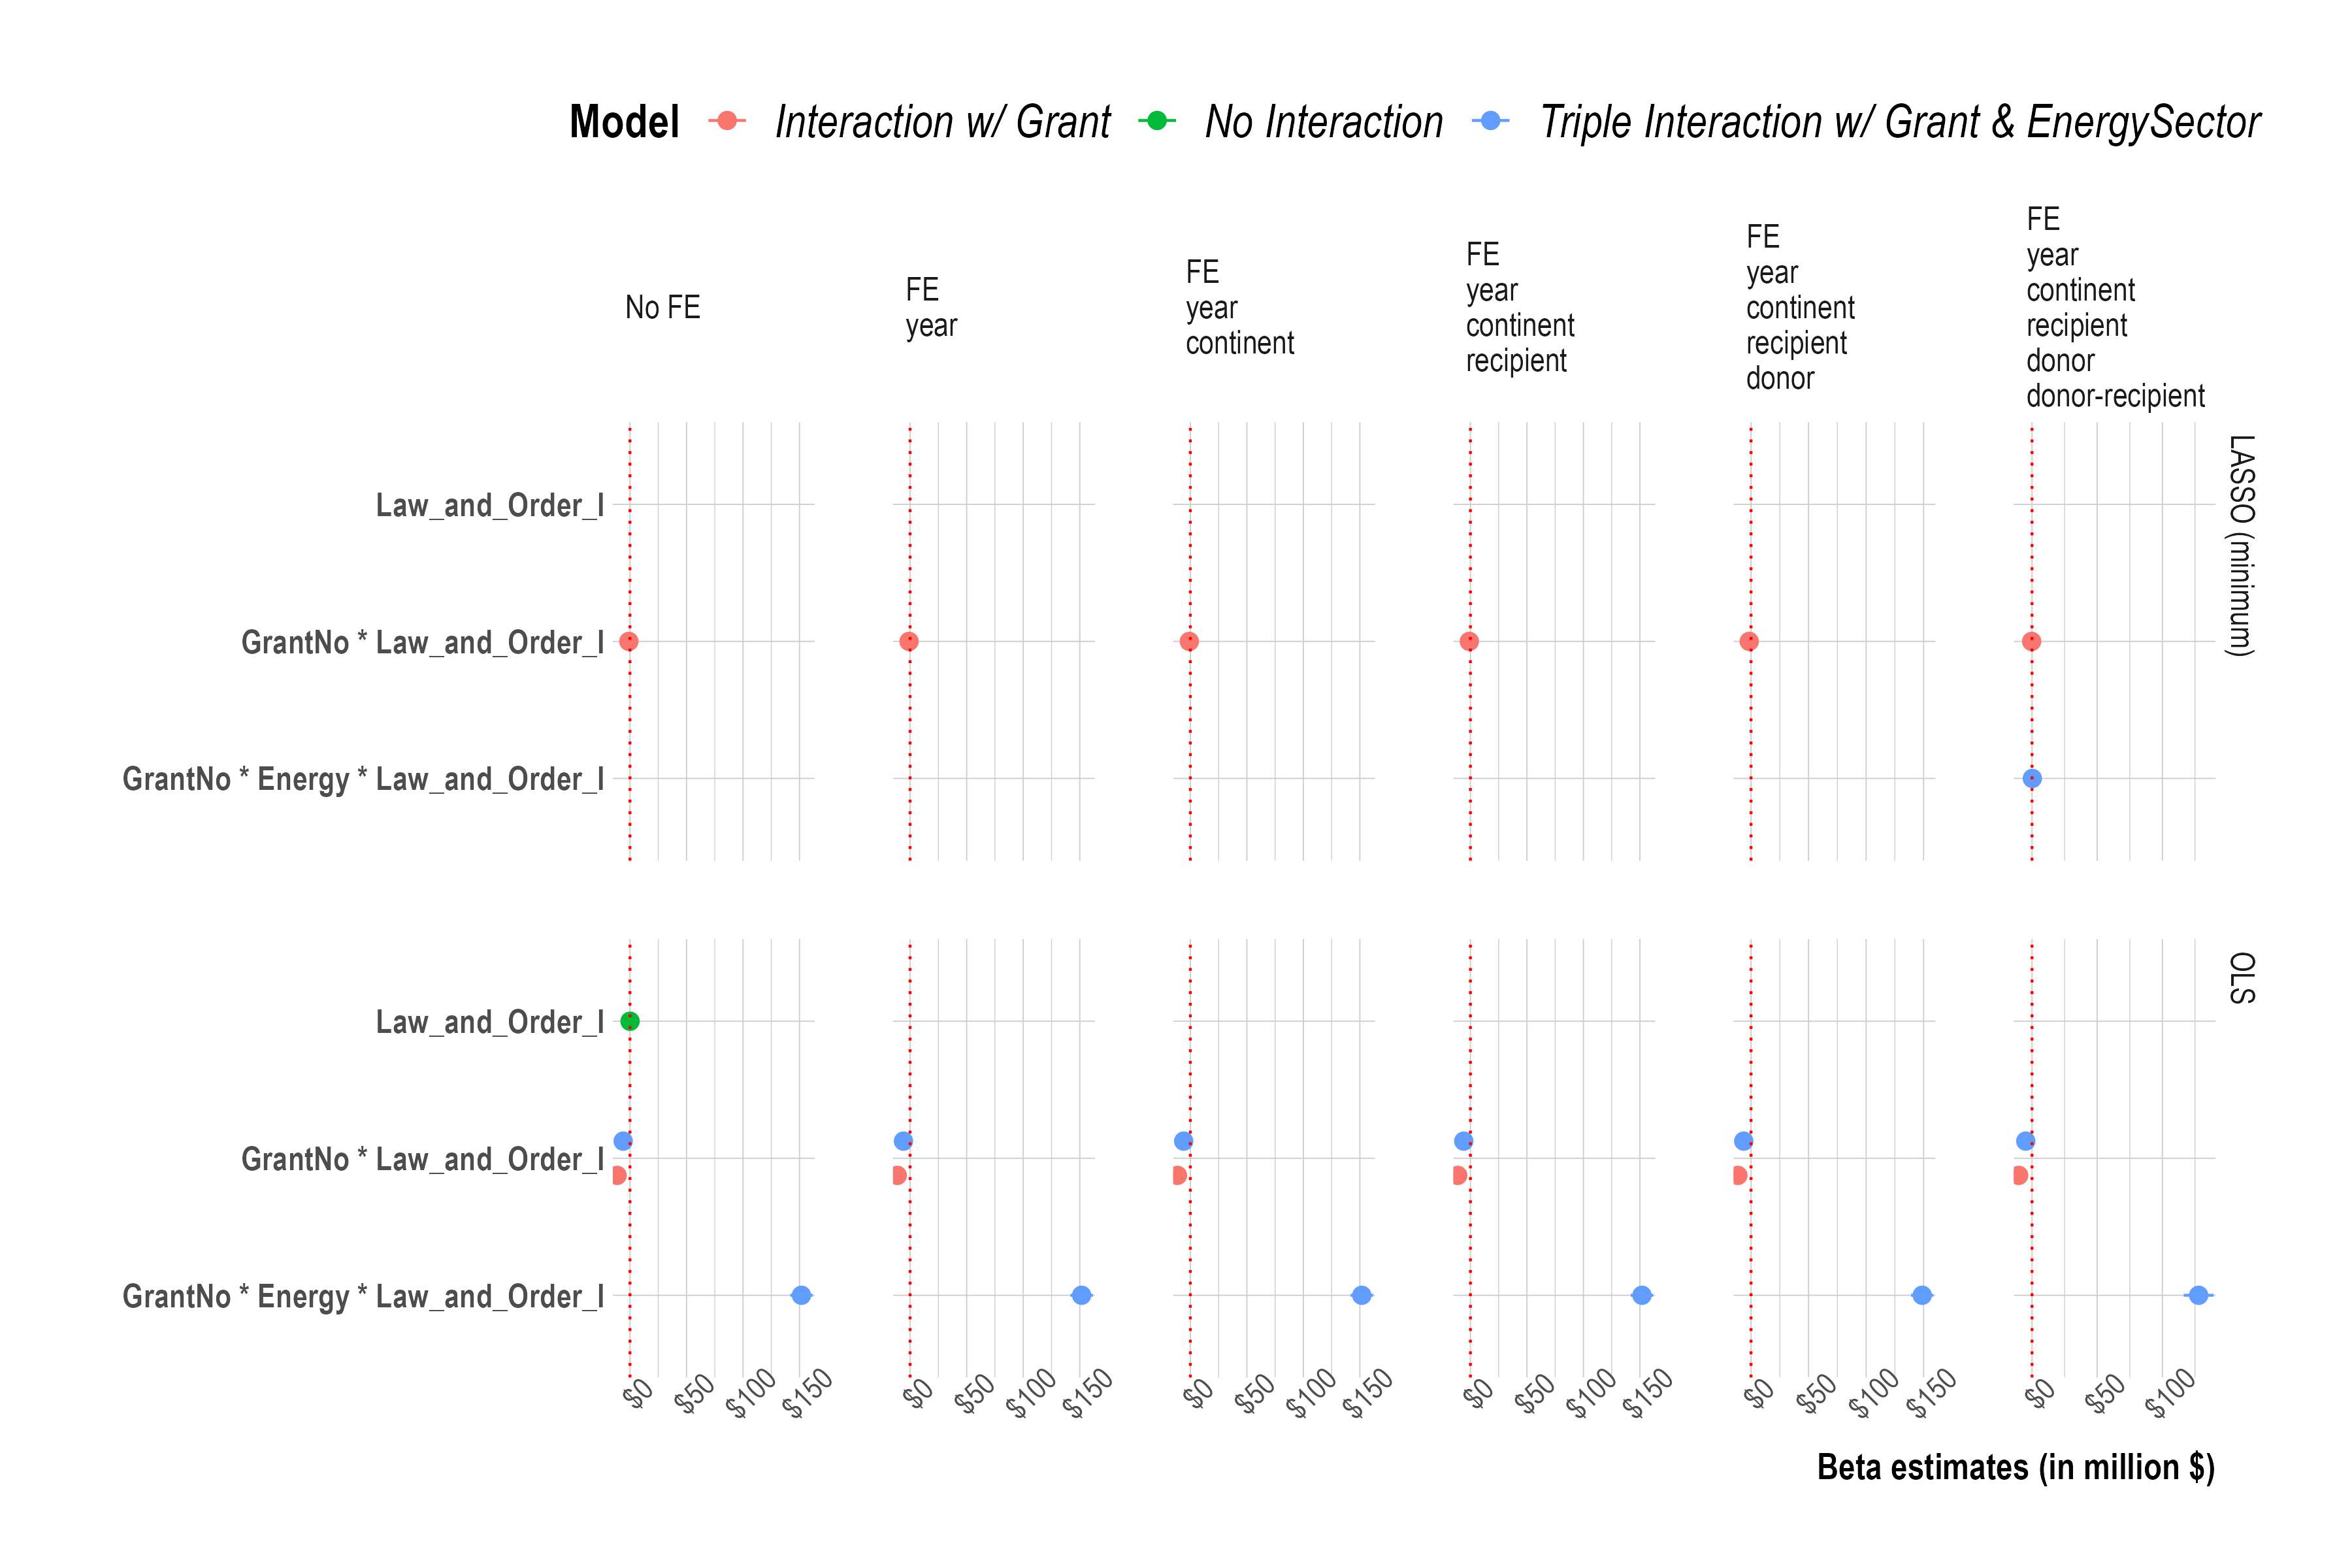 Model Interaction w/ Grant No Interaction Triple Interaction w/ Grant & EnergySector
No FE
FE
year
FE
year
continent
FE
year
continent
recipient
FE
year
continent
recipient
donor
FE
year
continent
recipient
donor
donor-recipient
Law_and_Order_I
GrantNo * Law_and_Order_I
GrantNo * Energy * Law_and_Order_I
LASSO (minimum)
Law_and_Order_I
GrantNo * Law_and_Order_I
GrantNo * Energy * Law_and_Order_I
OLS
$0 $50 $100 $150
$0 $50 $100 $150
$0 $50 $100 $150
$0 $50 $100 $150
$0 $50 $100 $150
$0 $50 $100
Beta estimates (in million $)